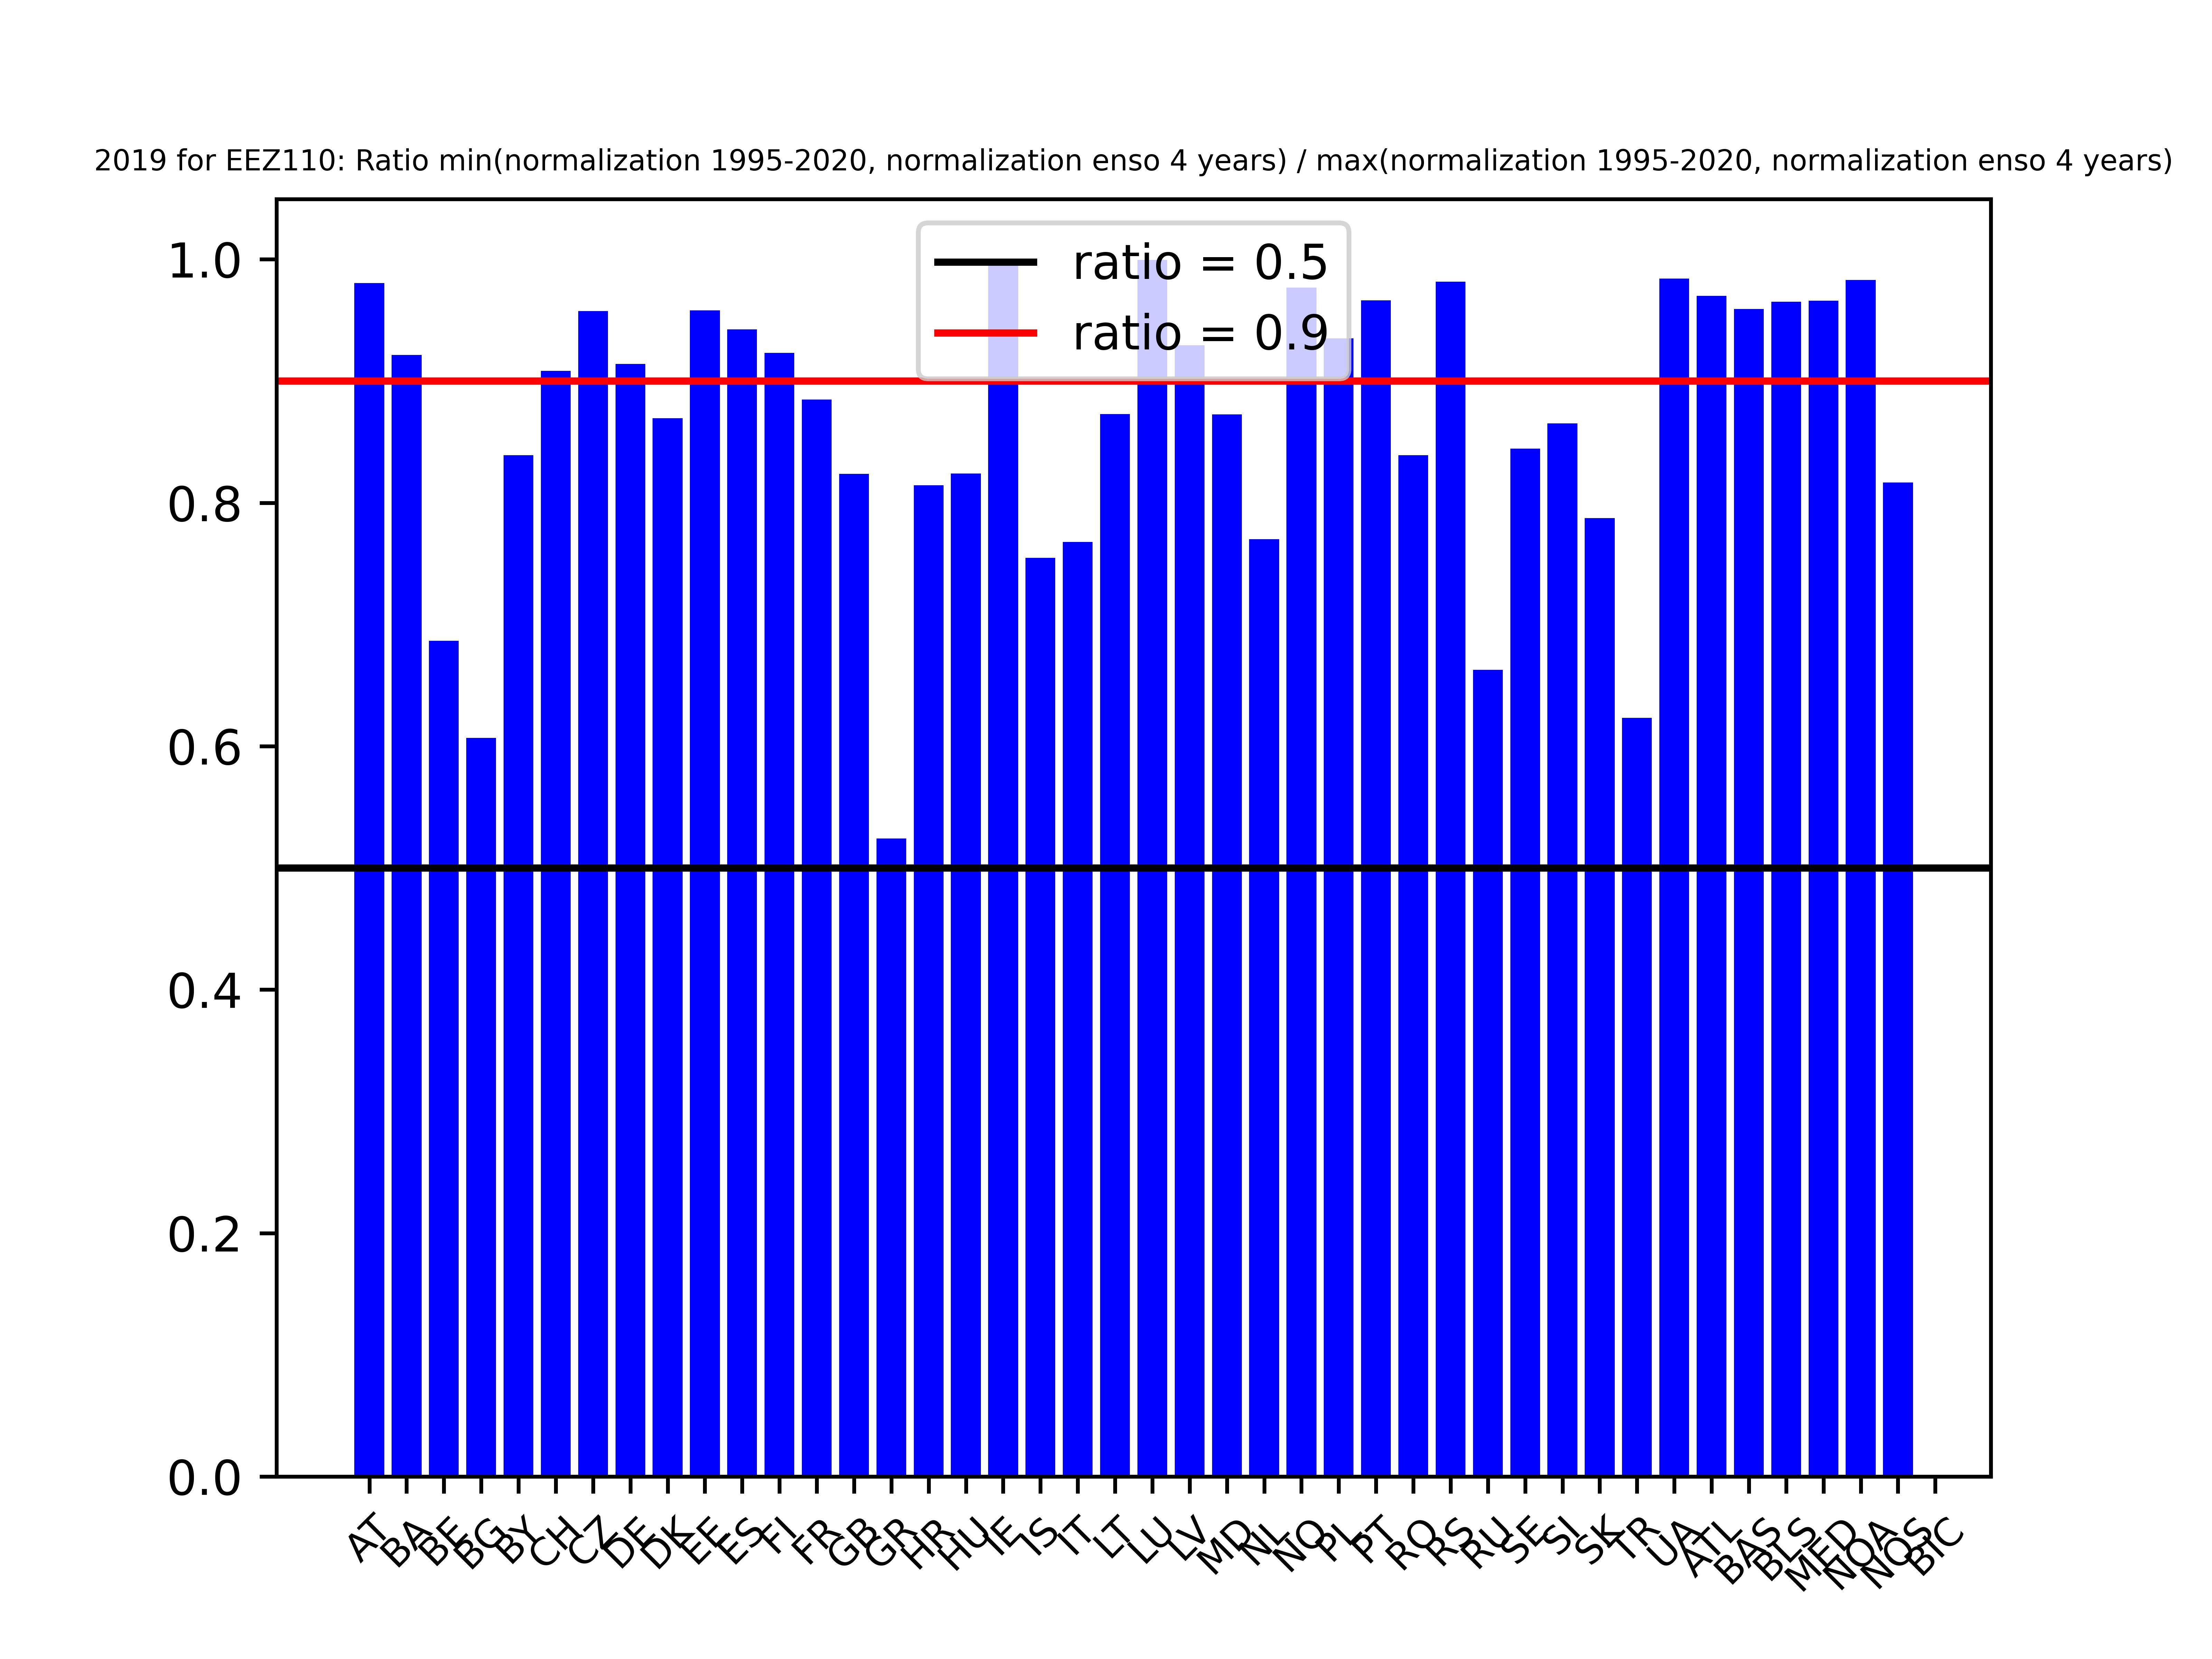 2019 for EEZ110: Ratio min(normalization 1995-2020, normalization enso 4 years) / max(normalization 1995-2020, normalization enso 4 years)
ratio = 0.5
ratio = 0.9
1.0
0.8
0.6
0.4
0.2
0.0
AT BA BE BG BY CH CZ DE DK EE ES FI FR GB GR HR HU IE IS IT LT LU LV MD NL NO PL PT RO RS RU SE SI SK TR UA ATL BAS BLS MED NOA NOS BIC